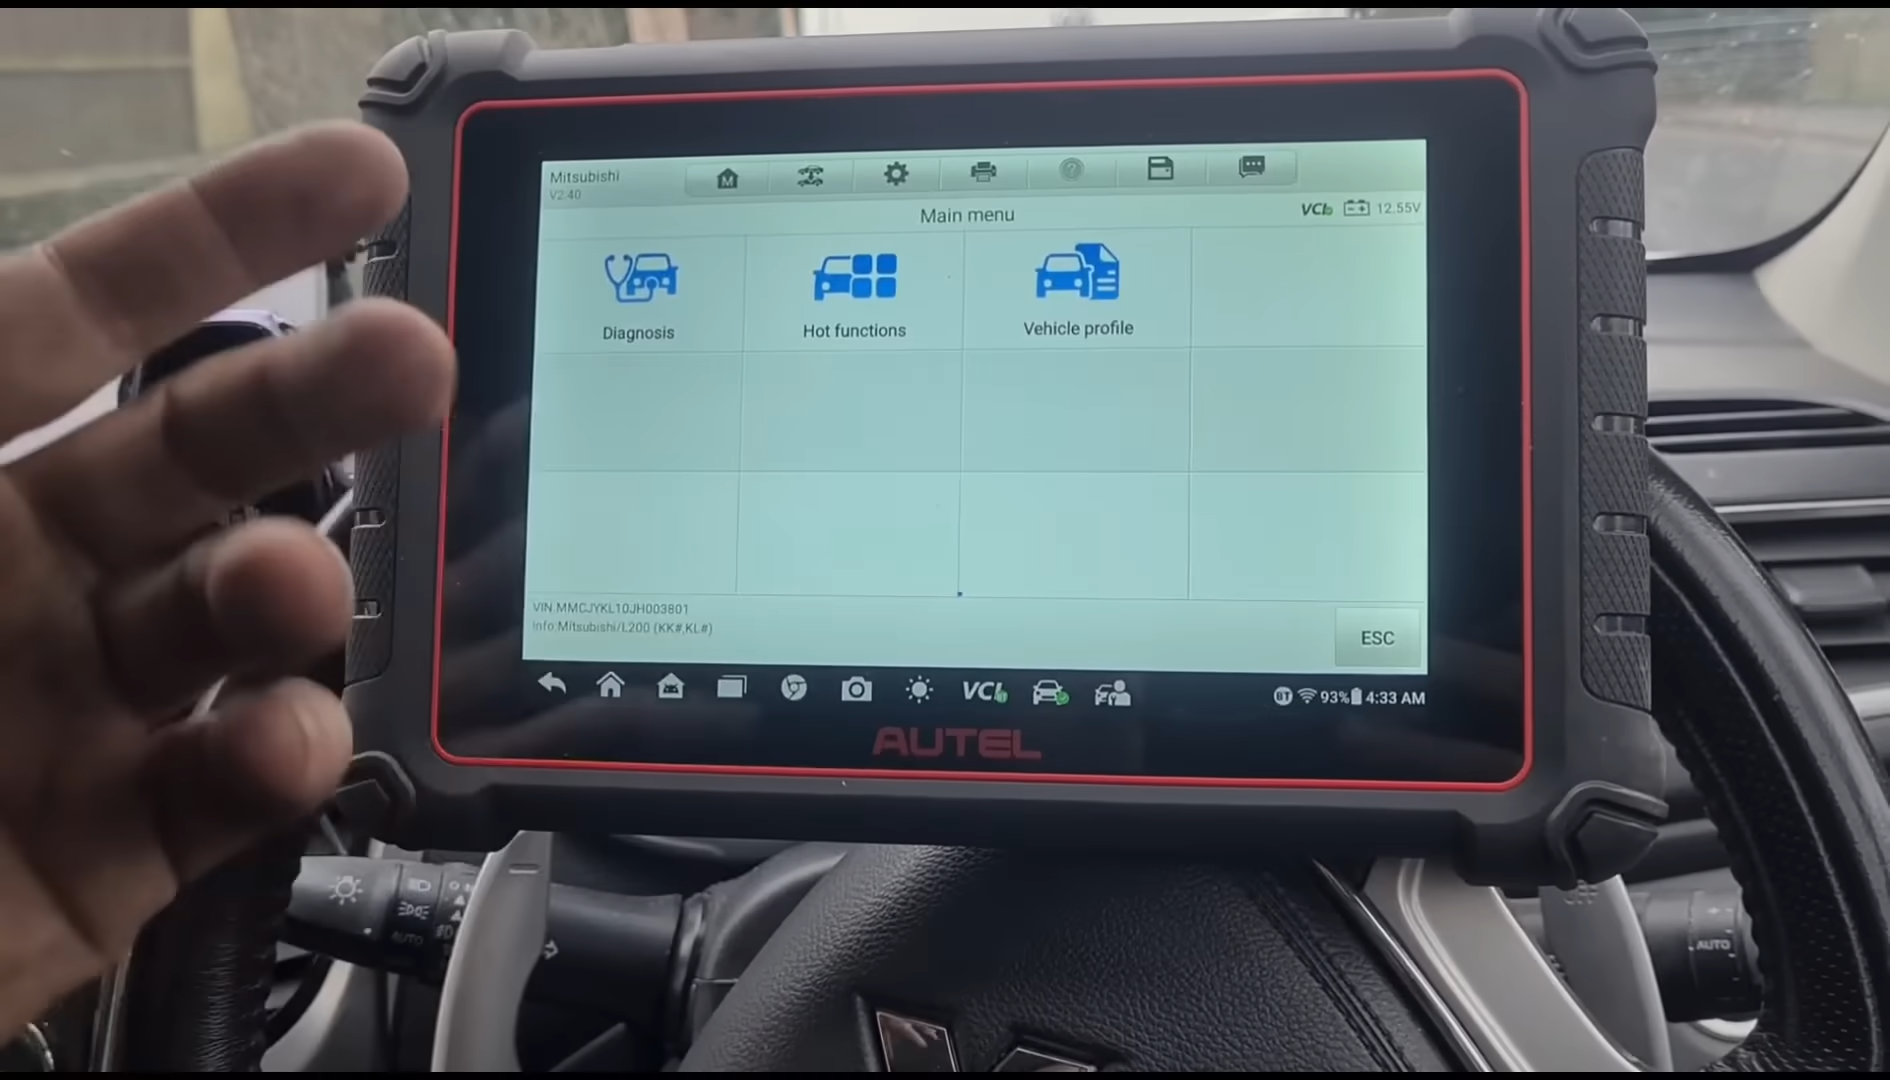 Mitsubishi
V2.40
M
?
Main menu
VCI
12.55V
Diagnosis
Hot functions
Vehicle profile
VIN:MMCJYKL10JH003801
Info:Mitsubishi/L200 (KK#,KL#)
ESC
VCI
BT
93%
4:33 AM
AUTEL
AUTO
AUTO